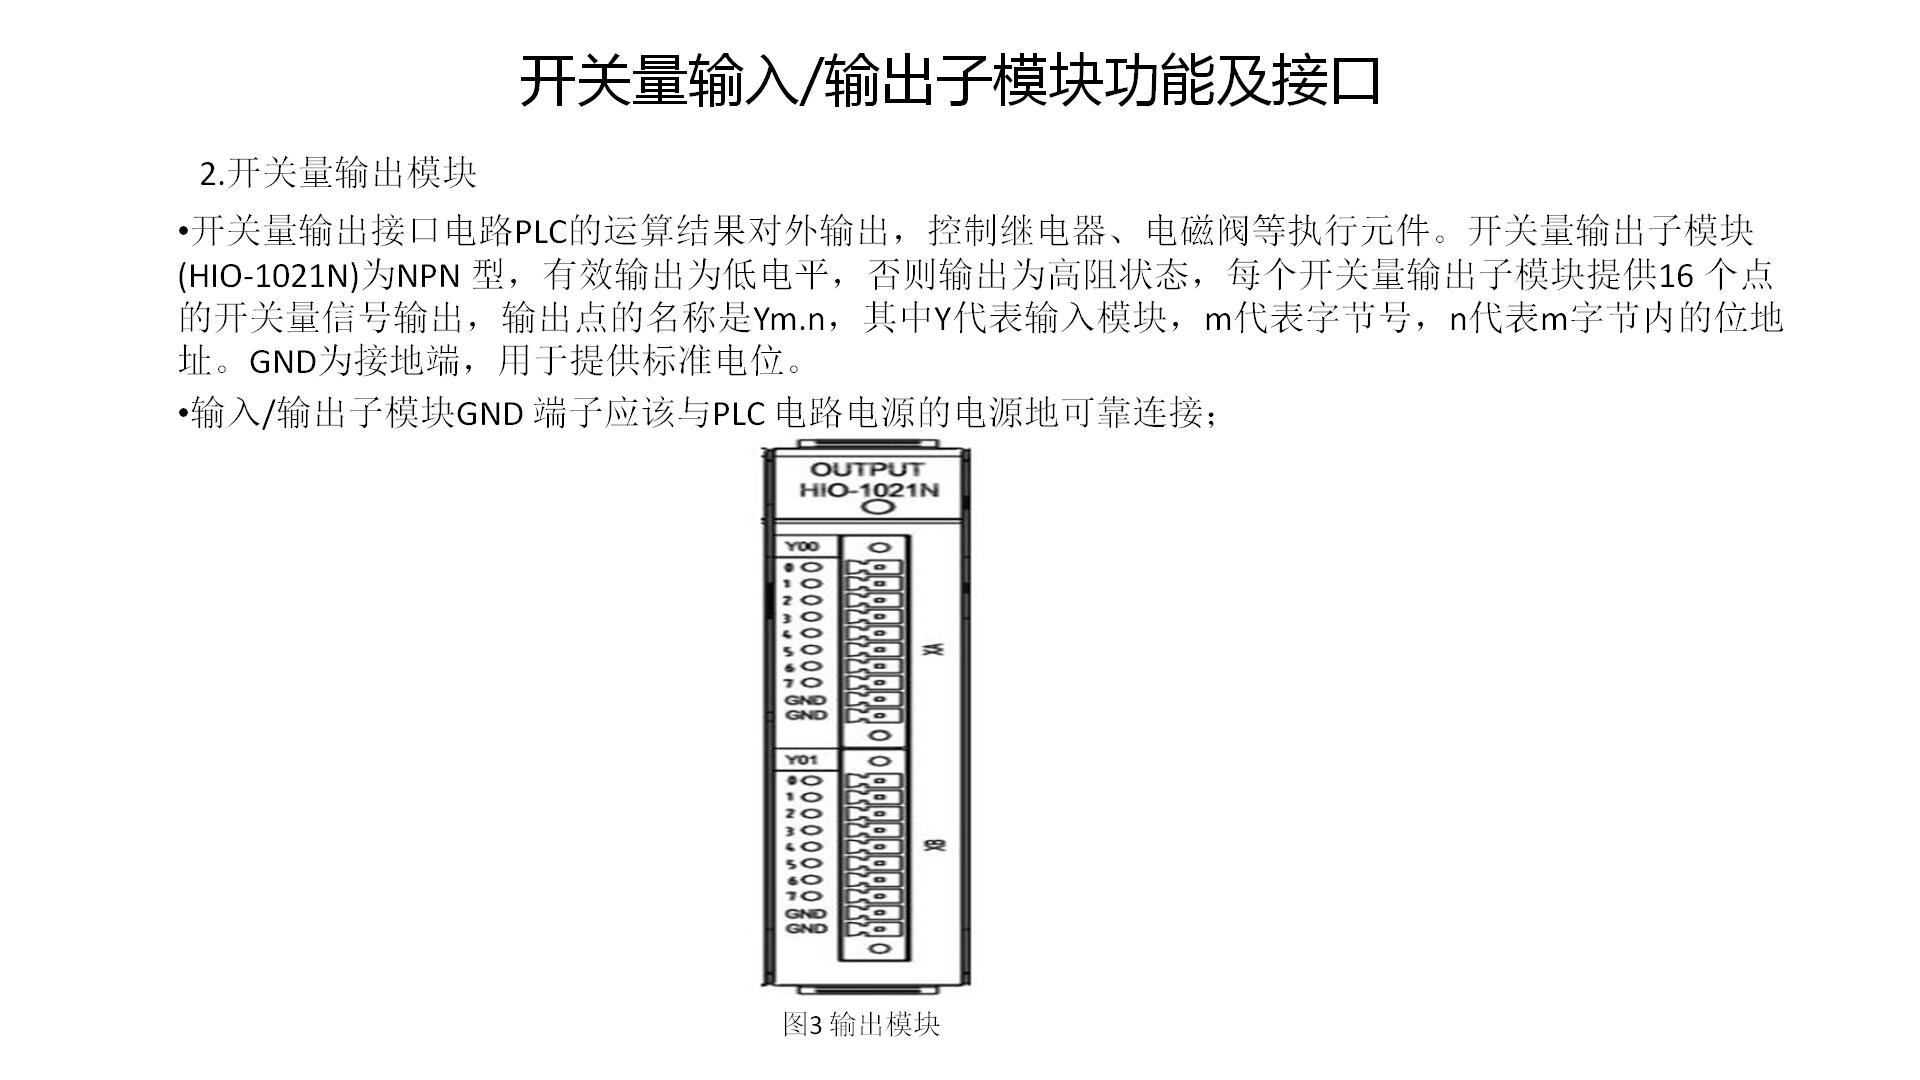 开关量输入/输出子模块功能及接口
2.开关量输出模块
•开关量输出接口电路PLC的运算结果对外输出，控制继电器、电磁阀等执行元件。开关量输出子模块
(HIO-1021N)为NPN 型，有效输出为低电平，否则输出为高阻状态，每个开关量输出子模块提供16 个点
的开关量信号输出，输出点的名称是Ym.n，其中Y代表输入模块，m代表字节号，n代表m字节内的位地
址。GND为接地端，用于提供标准电位。
•输入/输出子模块GND 端子应该与PLC 电路电源的电源地可靠连接；
OUTPUT
HIO-1021N
Y00
0
1
2
3
4
5
6
7
GND
GND
XA
Y01
0
1
2
3
4
5
6
7
GND
GND
XB
图3 输出模块